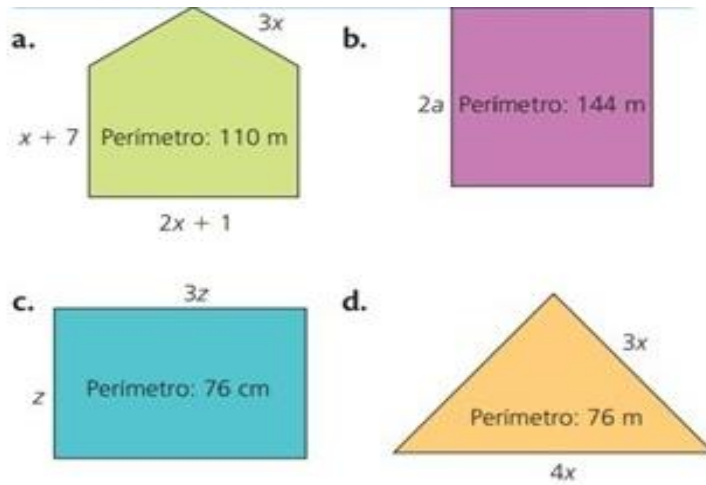 a.
3x
x + 7
Perímetro: 110 m
2x + 1
b.
2a
Perímetro: 144 m
c.
3z
z
Perímetro: 76 cm
d.
3x
Perímetro: 76 m
4x